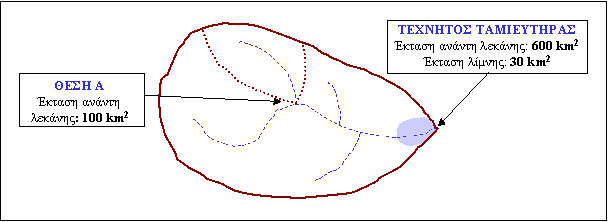 ΤΕΧΝΗΤΟΣ ΤΑΜΙΕΥΤΗΡΑΣ
Έκταση ανάντη λεκάνης: 600 km²
Έκταση λίμνης: 30 km²
ΘΕΣΗ Α
Έκταση ανάντη
λεκάνης: 100 km²